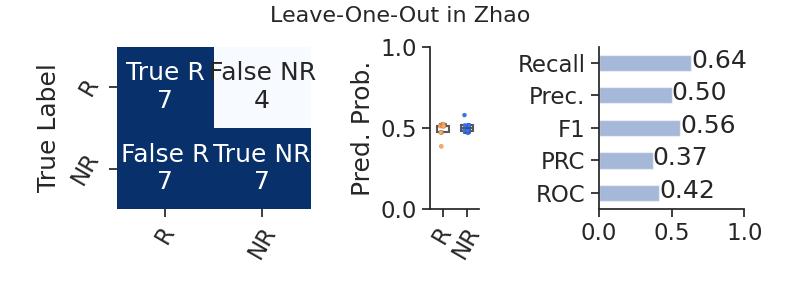 Leave-One-Out in Zhao
True Label
R
NR
True R
7
False NR
4
False R
7
True NR
7
R
NR
Pred. Prob.
1.0
0.5
0.0
R
NR
Recall
0.64
Prec.
0.50
F1
0.56
PRC
0.37
ROC
0.42
0.0
0.5
1.0